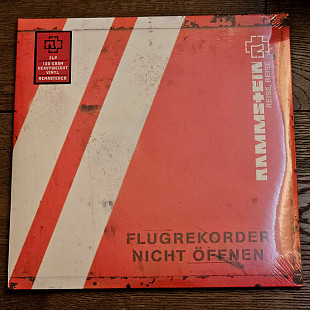 2LP
180 GRAM
HEAVYWEIGHT
VINYL
REMASTERED
RAMMSTEIN
REISE, REISE
FLUGREKORDER
NICHT ÖFFNEN